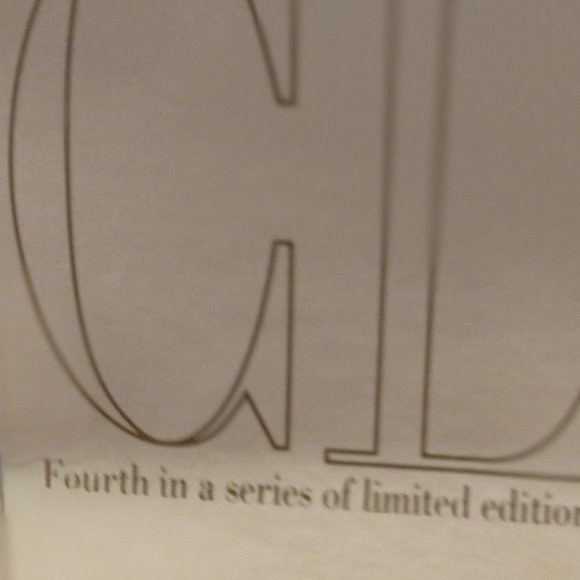 C
Fourth in a series of limited edition